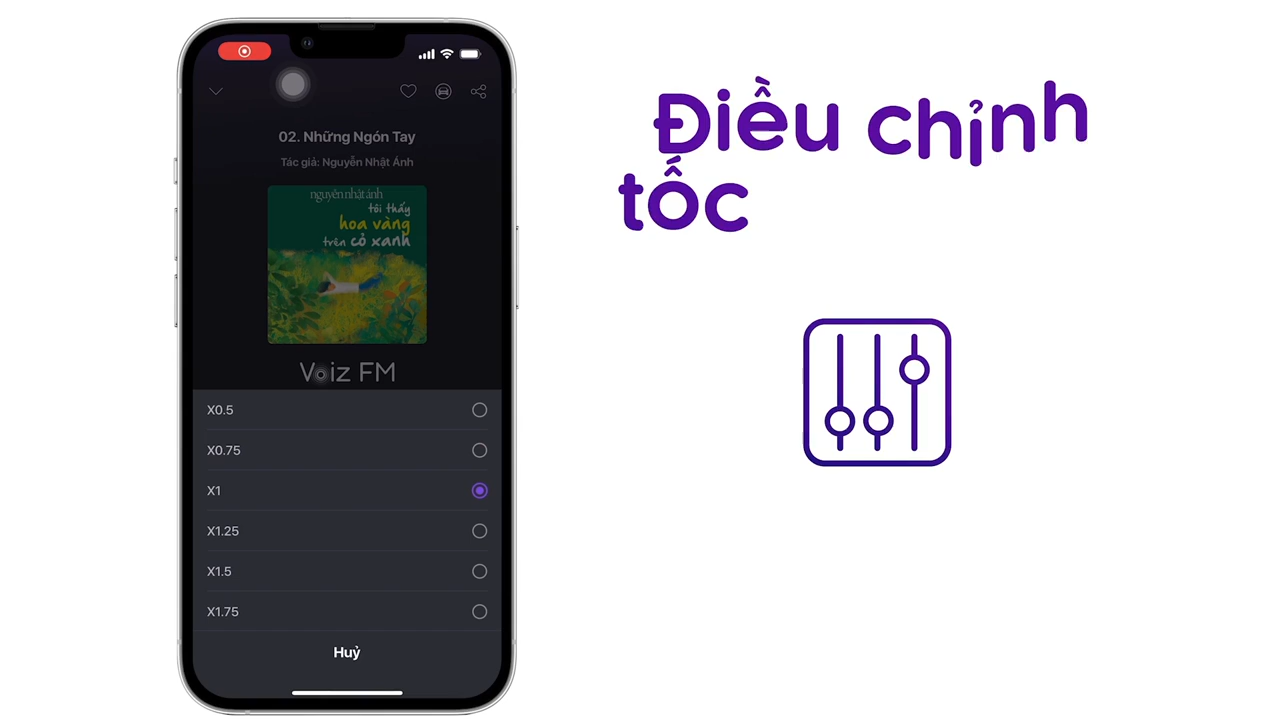 02. Những Ngón Tay
Tác giả: Nguyễn Nhật Ánh
nguyễn nhật ánh
tôi thấy
hoa vàng
trên cỏ xanh
Voiz FM
X0.5
X0.75
X1
X1.25
X1.5
X1.75
Huỷ
Điều chỉnh
tốc